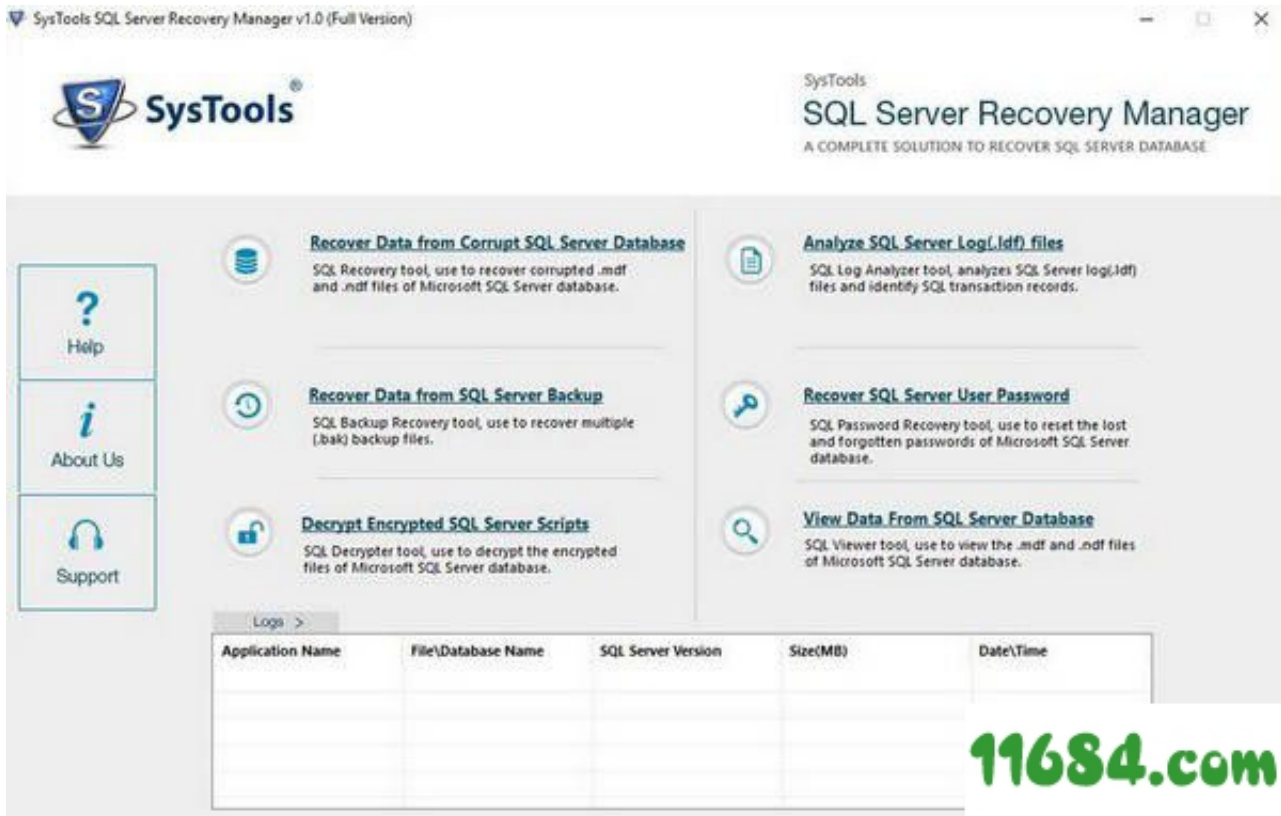 SysTools SQL Server Recovery Manager v1.0 (Full Version)
SysTools®
SysTools
SQL Server Recovery Manager
A COMPLETE SOLUTION TO RECOVER SQL SERVER DATABASE
?
Help
i
About Us
Support
Recover Data from Corrupt SQL Server Database
SQL Recovery tool, use to recover corrupted .mdf
and .ndf files of Microsoft SQL Server database.
Recover Data from SQL Server Backup
SQL Backup Recovery tool, use to recover multiple
(.bak) backup files.
Decrypt Encrypted SQL Server Scripts
SQL Decrypter tool, use to decrypt the encrypted
files of Microsoft SQL Server database.
Analyze SQL Server Log(.ldf) files
SQL Log Analyzer tool, analyzes SQL Server log(.ldf)
files and identify SQL transaction records.
Recover SQL Server User Password
SQL Password Recovery tool, use to reset the lost
and forgotten passwords of Microsoft SQL Server
database.
View Data From SQL Server Database
SQL Viewer tool, use to view the .mdf and .ndf files
of Microsoft SQL Server database.
Logs >
Application Name File\Database Name SQL Server Version Size(MB) Date\Time
11684.com